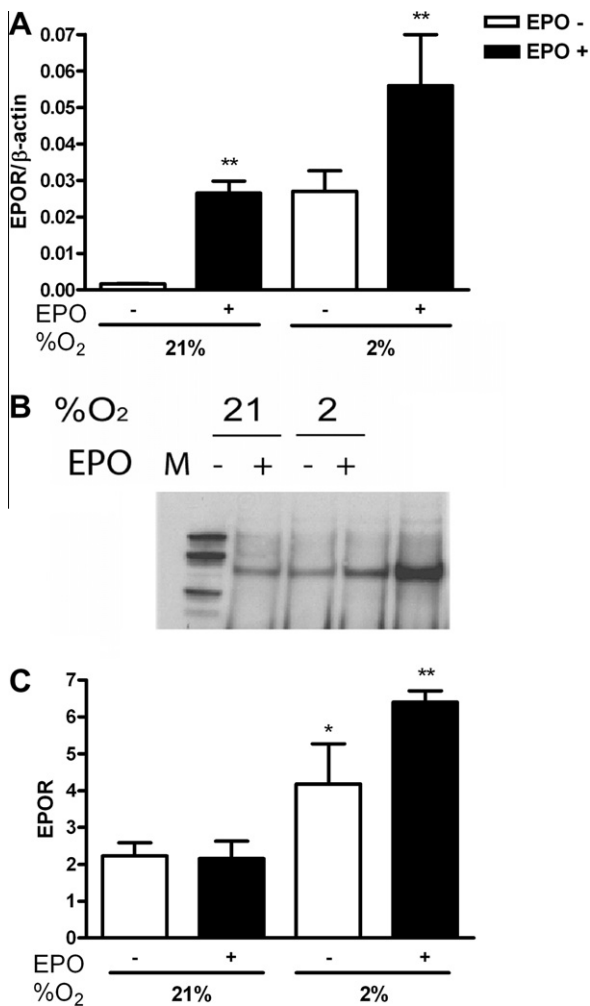 A
EPO -
EPO +
**
**
0.07
0.06
0.05
0.04
0.03
0.02
0.01
0.00
EPOR/β-actin
EPO - + - +
%O₂ 21% 2%
B
%O₂ 21 2
EPO M - + - +
C
*
**
7
6
5
4
3
2
1
0
EPOR
EPO - + - +
%O₂ 21% 2%